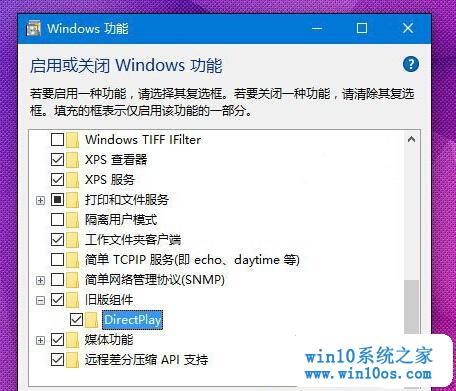 Windows 功能
启用或关闭 Windows 功能
若要启用一种功能，请选择其复选框。若要关闭一种功能，请清除其复选
框。填充的框表示仅启用该功能的一部分。
Windows TIFF IFilter
XPS 查看器
XPS 服务
打印和文件服务
隔离用户模式
工作文件夹客户端
简单 TCPIP 服务(即 echo、daytime 等)
简单网络管理协议(SNMP)
旧版组件
DirectPlay
媒体功能
远程差分压缩 API 支持
win10系统之家
www.win10os.com